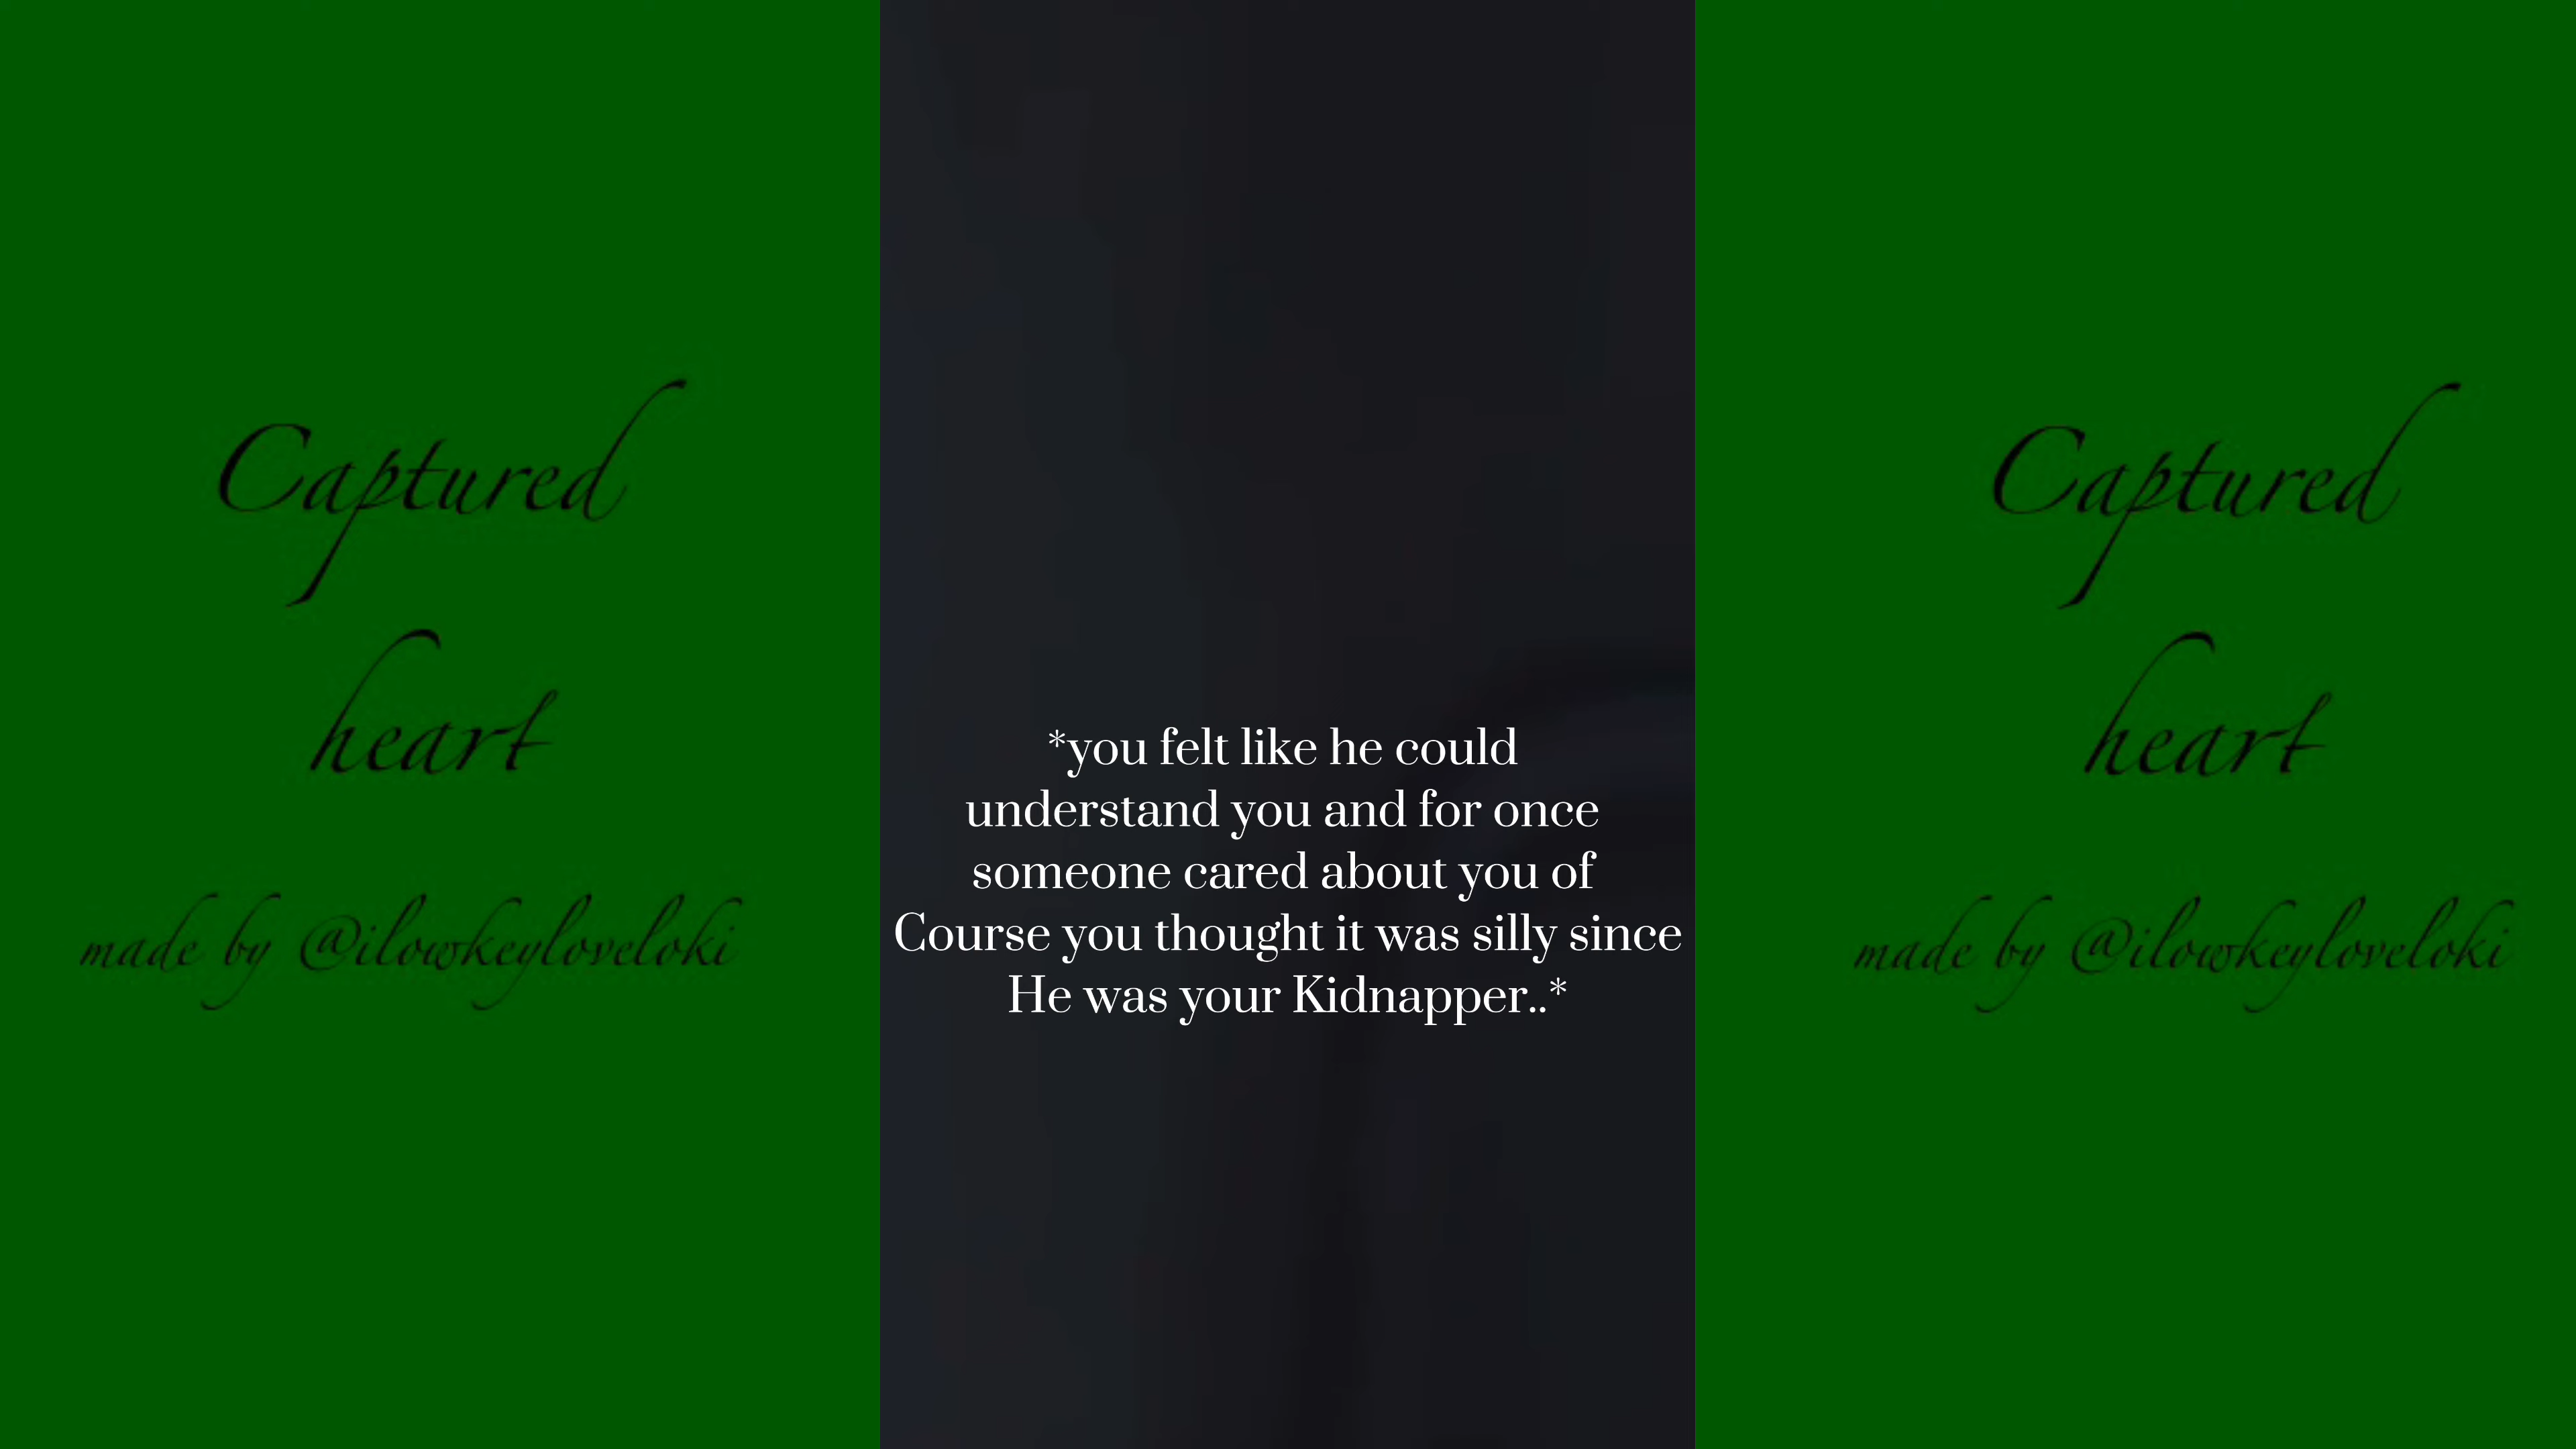 Captured
heart
made by @ilowkeyloveloki
*you felt like he could
understand you and for once
someone cared about you of
Course you thought it was silly since
He was your Kidnapper..*
Captured
heart
made by @ilowkeyloveloki